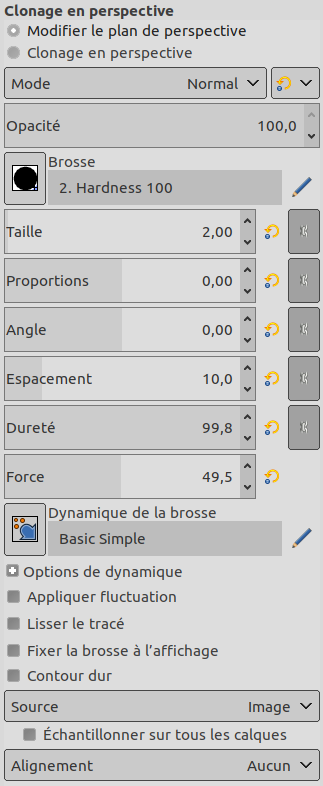 Clonage en perspective
Modifier le plan de perspective
Clonage en perspective
Mode Normal
Opacité 100,0
Brosse
2. Hardness 100
Taille 2,00
Proportions 0,00
Angle 0,00
Espacement 10,0
Dureté 99,8
Force 49,5
Dynamique de la brosse
Basic Simple
Options de dynamique
Appliquer fluctuation
Lisser le tracé
Fixer la brosse à l’affichage
Contour dur
Source Image
Échantillonner sur tous les calques
Alignement Aucun